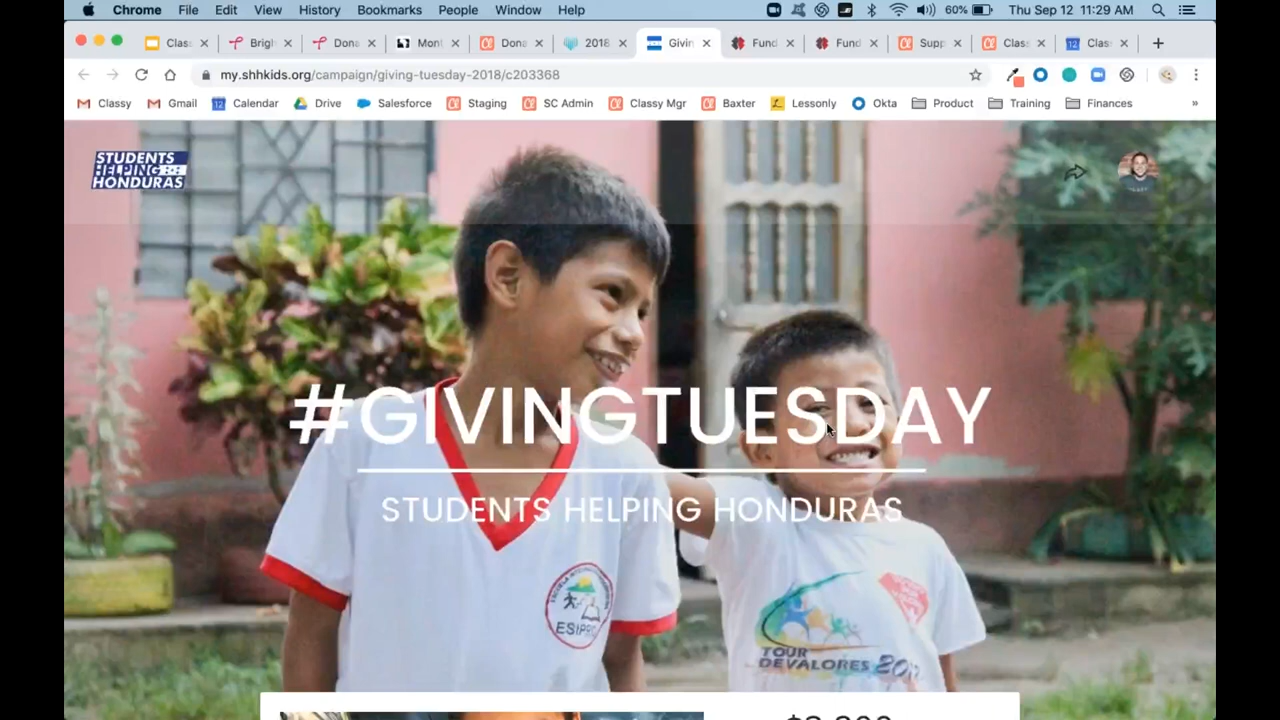 Chrome File Edit View History Bookmarks People Window Help 60% Thu Sep 12 11:29 AM
Clas Brigh Dona Dona 2018 Givin Fund Fund Supp Clas Clas
my.shhkids.org/campaign/giving-tuesday-2018/c203368
Classy Gmail 12 Calendar Drive Salesforce Staging SC Admin Classy Mgr Baxter Lessonly Okta Product Training Finances »
STUDENTS
HELPING
HONDURAS
#GIVINGTUESDAY
STUDENTS HELPING HONDURAS
ESIPRO
TOUR
DEVALORES